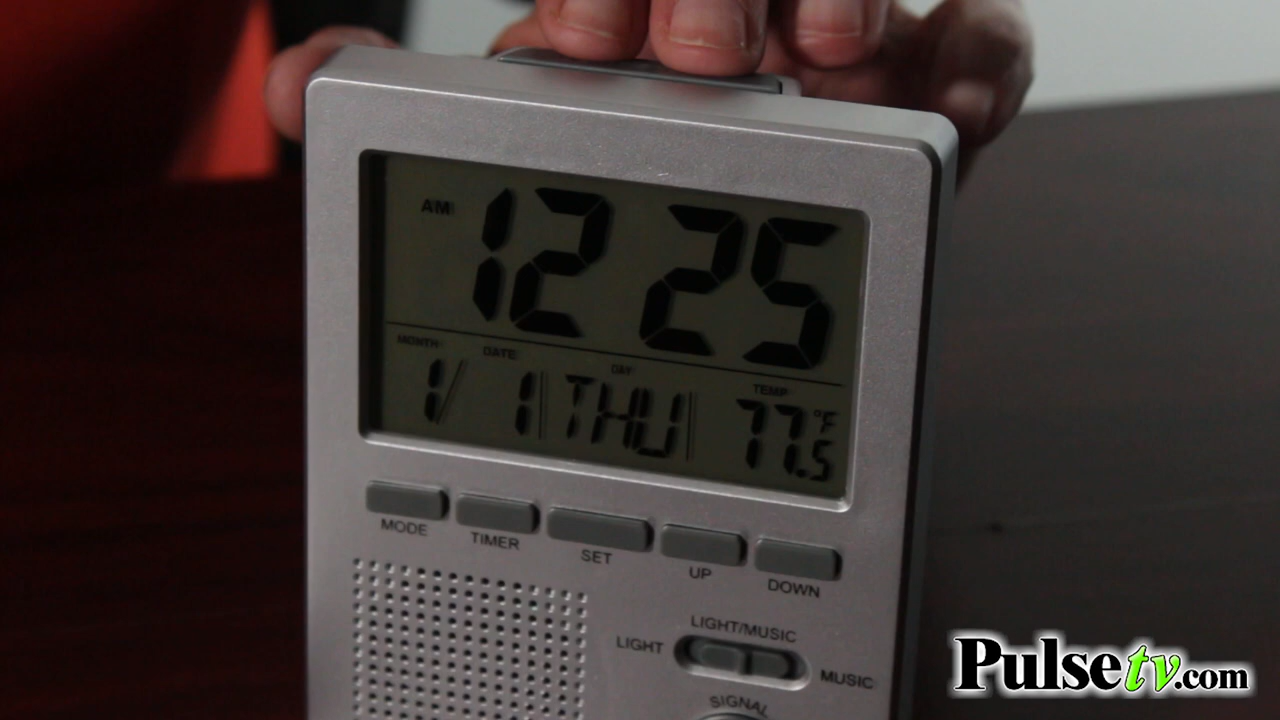 AM 12 25
MONTH DATE DAY TEMP
1/ 1 THU 77.5 °F
MODE TIMER SET UP DOWN
LIGHT/MUSIC
LIGHT MUSIC
SIGNAL
Pulsetv.com